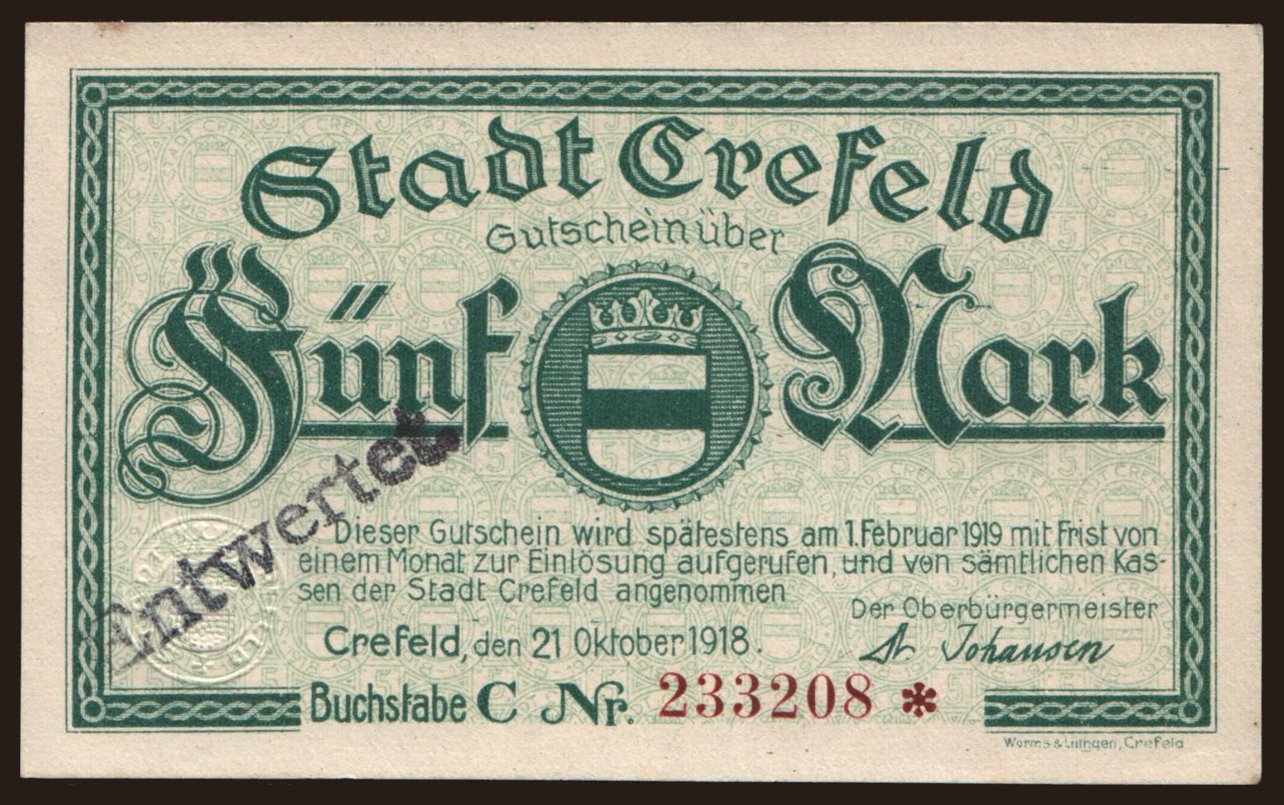 Stadt Crefeld
Gutschein über
Fünf Mark
Entwertet
Dieser Gutschein wird spätestens am 1. Februar 1919 mit Frist von
einem Monat zur Einlösung aufgerufen, und von sämtlichen Kas-
sen der Stadt Crefeld angenommen
Der Oberbürgermeister
Crefeld, den 21 Oktober 1918.
Johansen
Buchstabe C Nr. 233208 *
Worms & Lüthgen, Crefeld